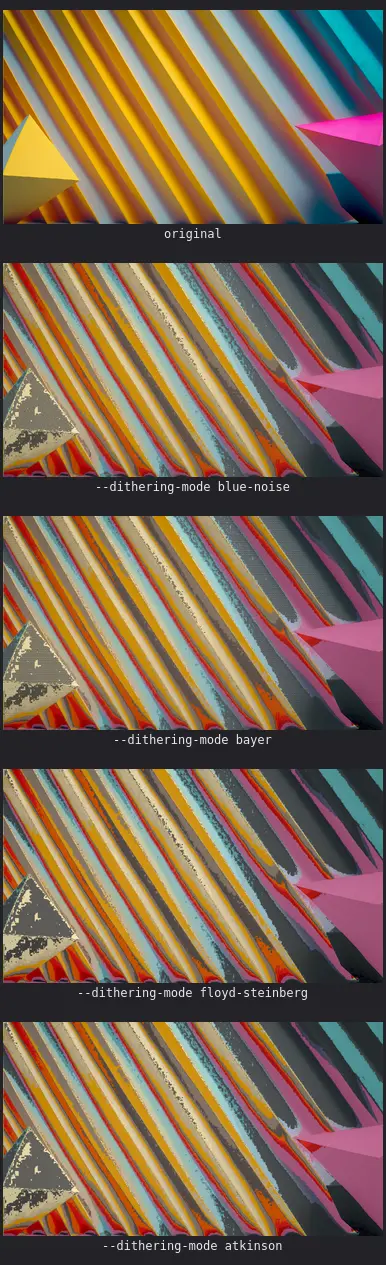 original
--dithering-mode blue-noise
--dithering-mode bayer
--dithering-mode floyd-steinberg
--dithering-mode atkinson